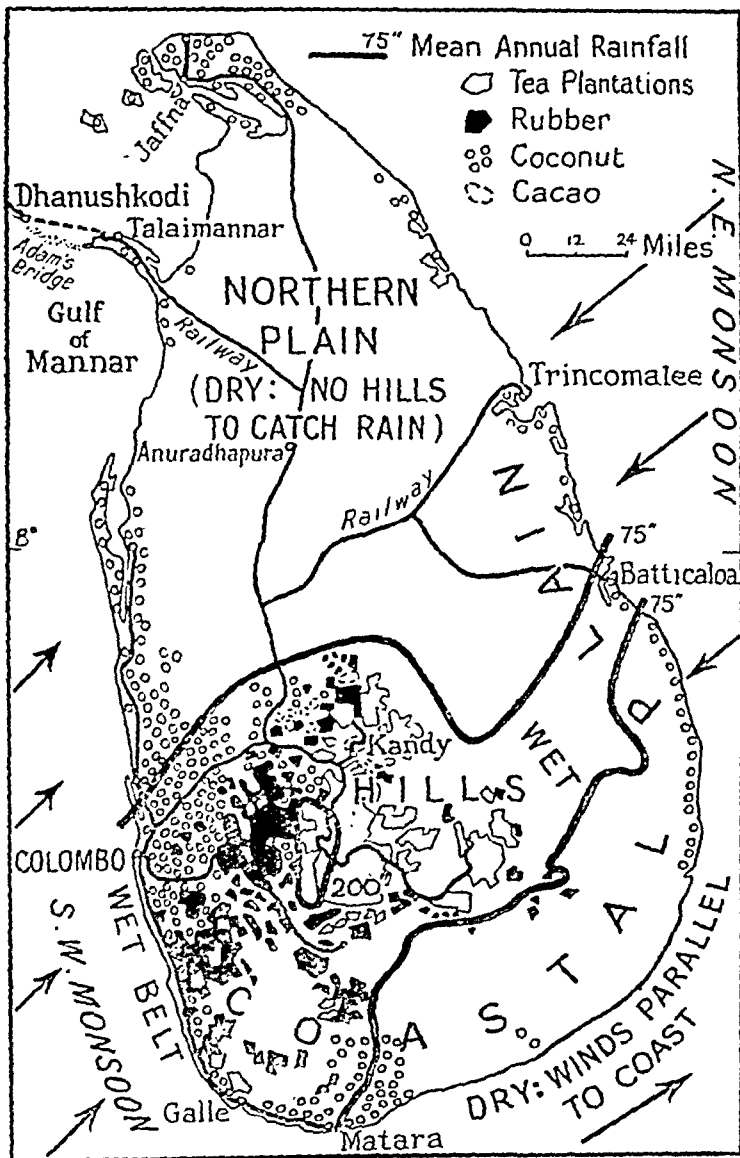 75" Mean Annual Rainfall
Tea Plantations
Rubber
Coconut
Cacao
0 12 24 Miles
Jaffna
Dhanushkodi
Talaimannar
Adam's
Bridge
Gulf
of
Mannar
Railway
NORTHERN
PLAIN
(DRY: NO HILLS
TO CATCH RAIN)
N.E. MONSOON
Trincomalee
Anuradhapura
Railway
8°
75"
Batticaloa
75"
WET
Kandy
HILLS
COLOMBO
200"
WET BELT
S.W. MONSOON
COASTAL PLAIN
DRY: WINDS PARALLEL
TO COAST
Galle
Matara